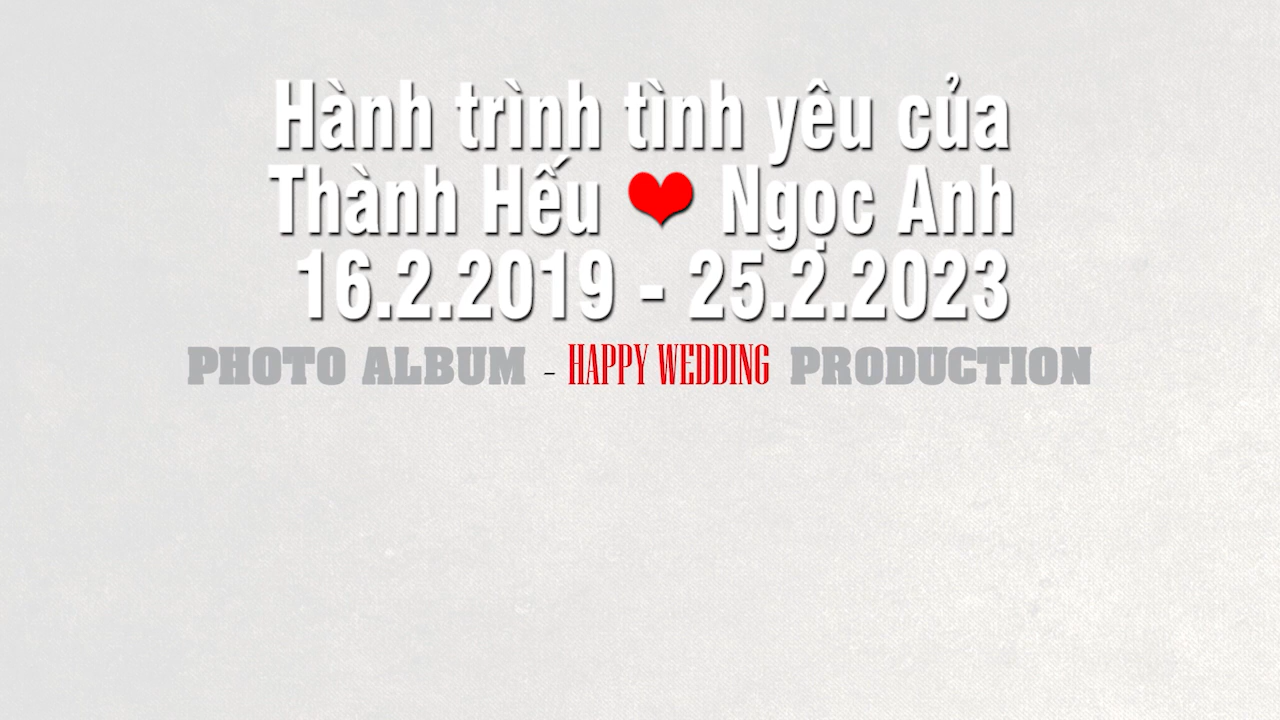 Hành trình tình yêu của
Thành Hếu ❤ Ngọc Anh
16.2.2019 - 25.2.2023
PHOTO ALBUM - HAPPY WEDDING PRODUCTION